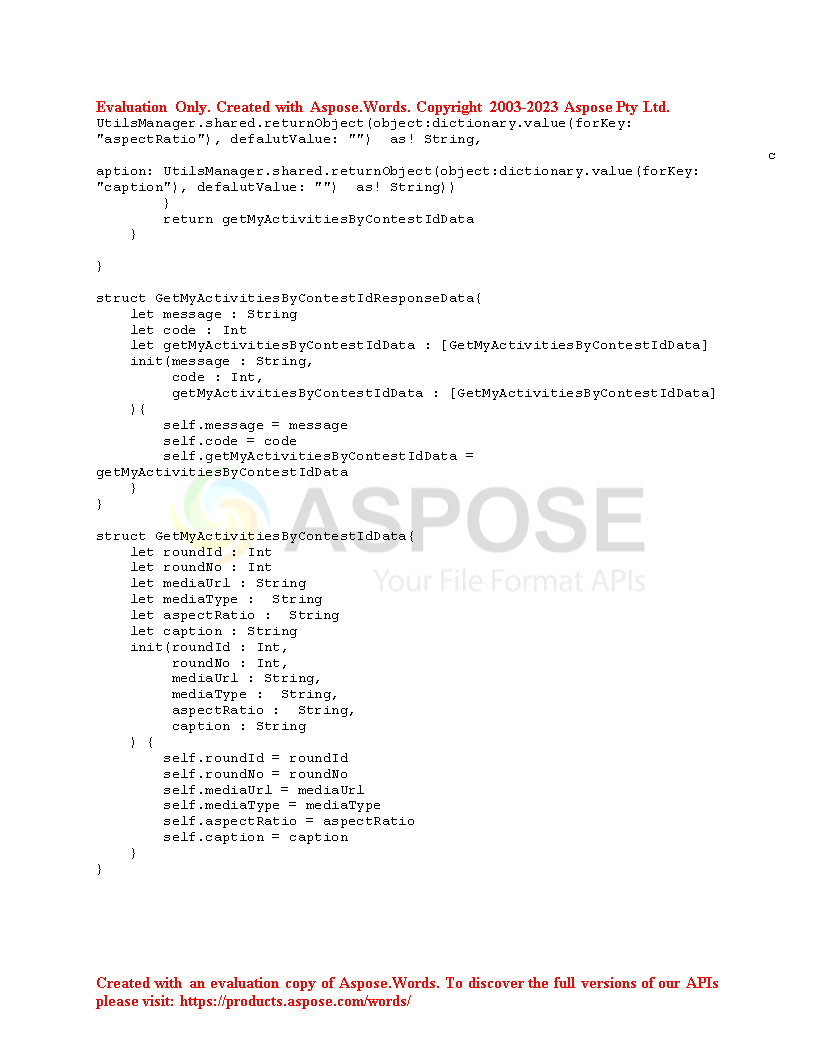 Evaluation Only. Created with Aspose.Words. Copyright 2003-2023 Aspose Pty Ltd.
UtilsManager.shared.returnObject(object:dictionary.value(forKey:
"aspectRatio"), defalutValue: "")  as! String,
c
aption: UtilsManager.shared.returnObject(object:dictionary.value(forKey:
"caption"), defalutValue: "")  as! String))
        }
        return getMyActivitiesByContestIdData
    }

}

struct GetMyActivitiesByContestIdResponseData{
    let message : String
    let code : Int
    let getMyActivitiesByContestIdData : [GetMyActivitiesByContestIdData]
    init(message : String,
         code : Int,
         getMyActivitiesByContestIdData : [GetMyActivitiesByContestIdData]
    ){
        self.message = message
        self.code = code
        self.getMyActivitiesByContestIdData =
getMyActivitiesByContestIdData
    }
}
ASPOSE
Your File Format APIs

struct GetMyActivitiesByContestIdData{
    let roundId : Int
    let roundNo : Int
    let mediaUrl : String
    let mediaType :  String
    let aspectRatio :  String
    let caption : String
    init(roundId : Int,
         roundNo : Int,
         mediaUrl : String,
         mediaType :  String,
         aspectRatio :  String,
         caption : String
    ) {
        self.roundId = roundId
        self.roundNo = roundNo
        self.mediaUrl = mediaUrl
        self.mediaType = mediaType
        self.aspectRatio = aspectRatio
        self.caption = caption
    }
}
Created with an evaluation copy of Aspose.Words. To discover the full versions of our APIs
please visit: https://products.aspose.com/words/